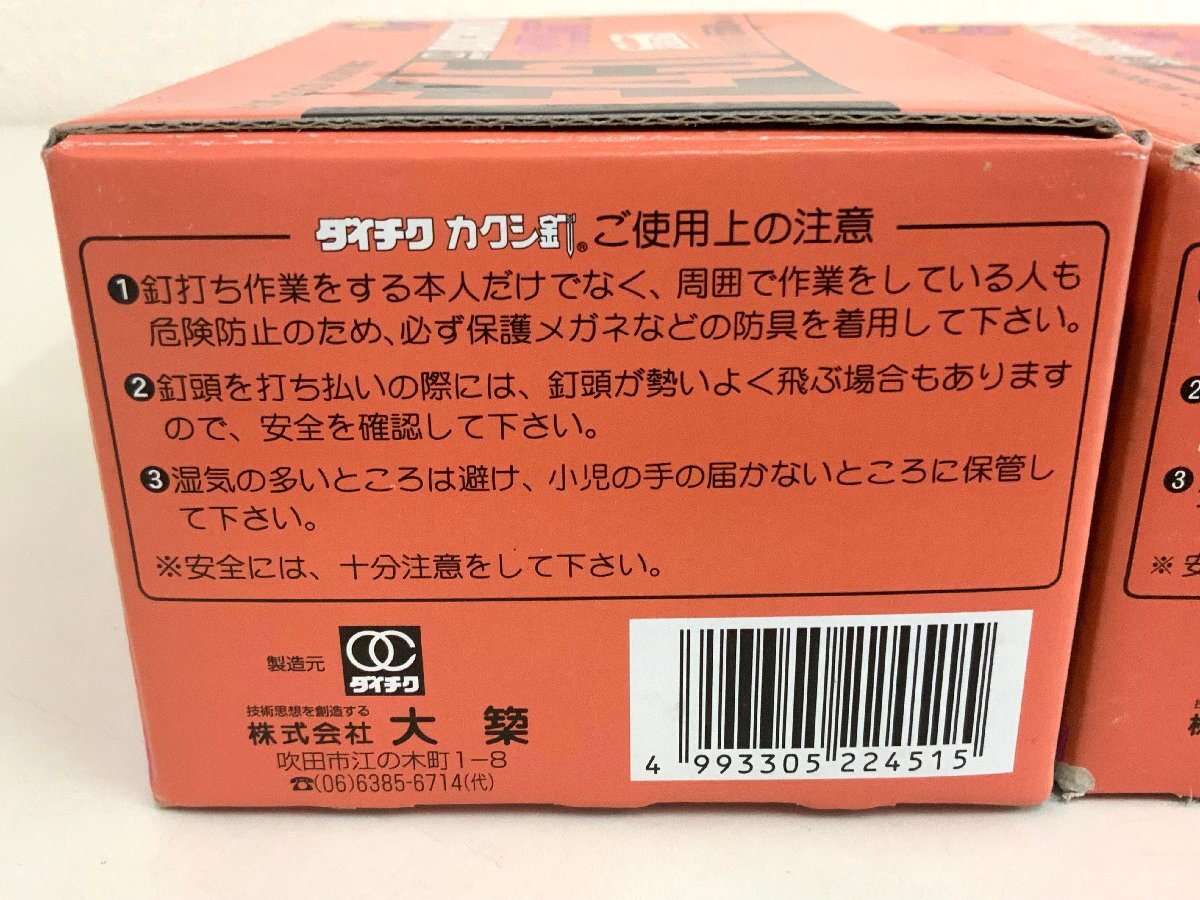 ダイチク カクシ釘® ご使用上の注意
❶釘打ち作業をする本人だけでなく、周囲で作業をしている人も
危険防止のため、必ず保護メガネなどの防具を着用して下さい。
❷釘頭を打ち払いの際には、釘頭が勢いよく飛ぶ場合もあります
ので、安全を確認して下さい。
❸湿気の多いところは避け、小児の手の届かないところに保管し
て下さい。
※安全には、十分注意をして下さい。
製造元
ダイチク
技術思想を創造する
株式会社 大築
吹田市江の木町1-8
☎(06)6385-6714(代)
4 993305 224515
❷
❸
※安